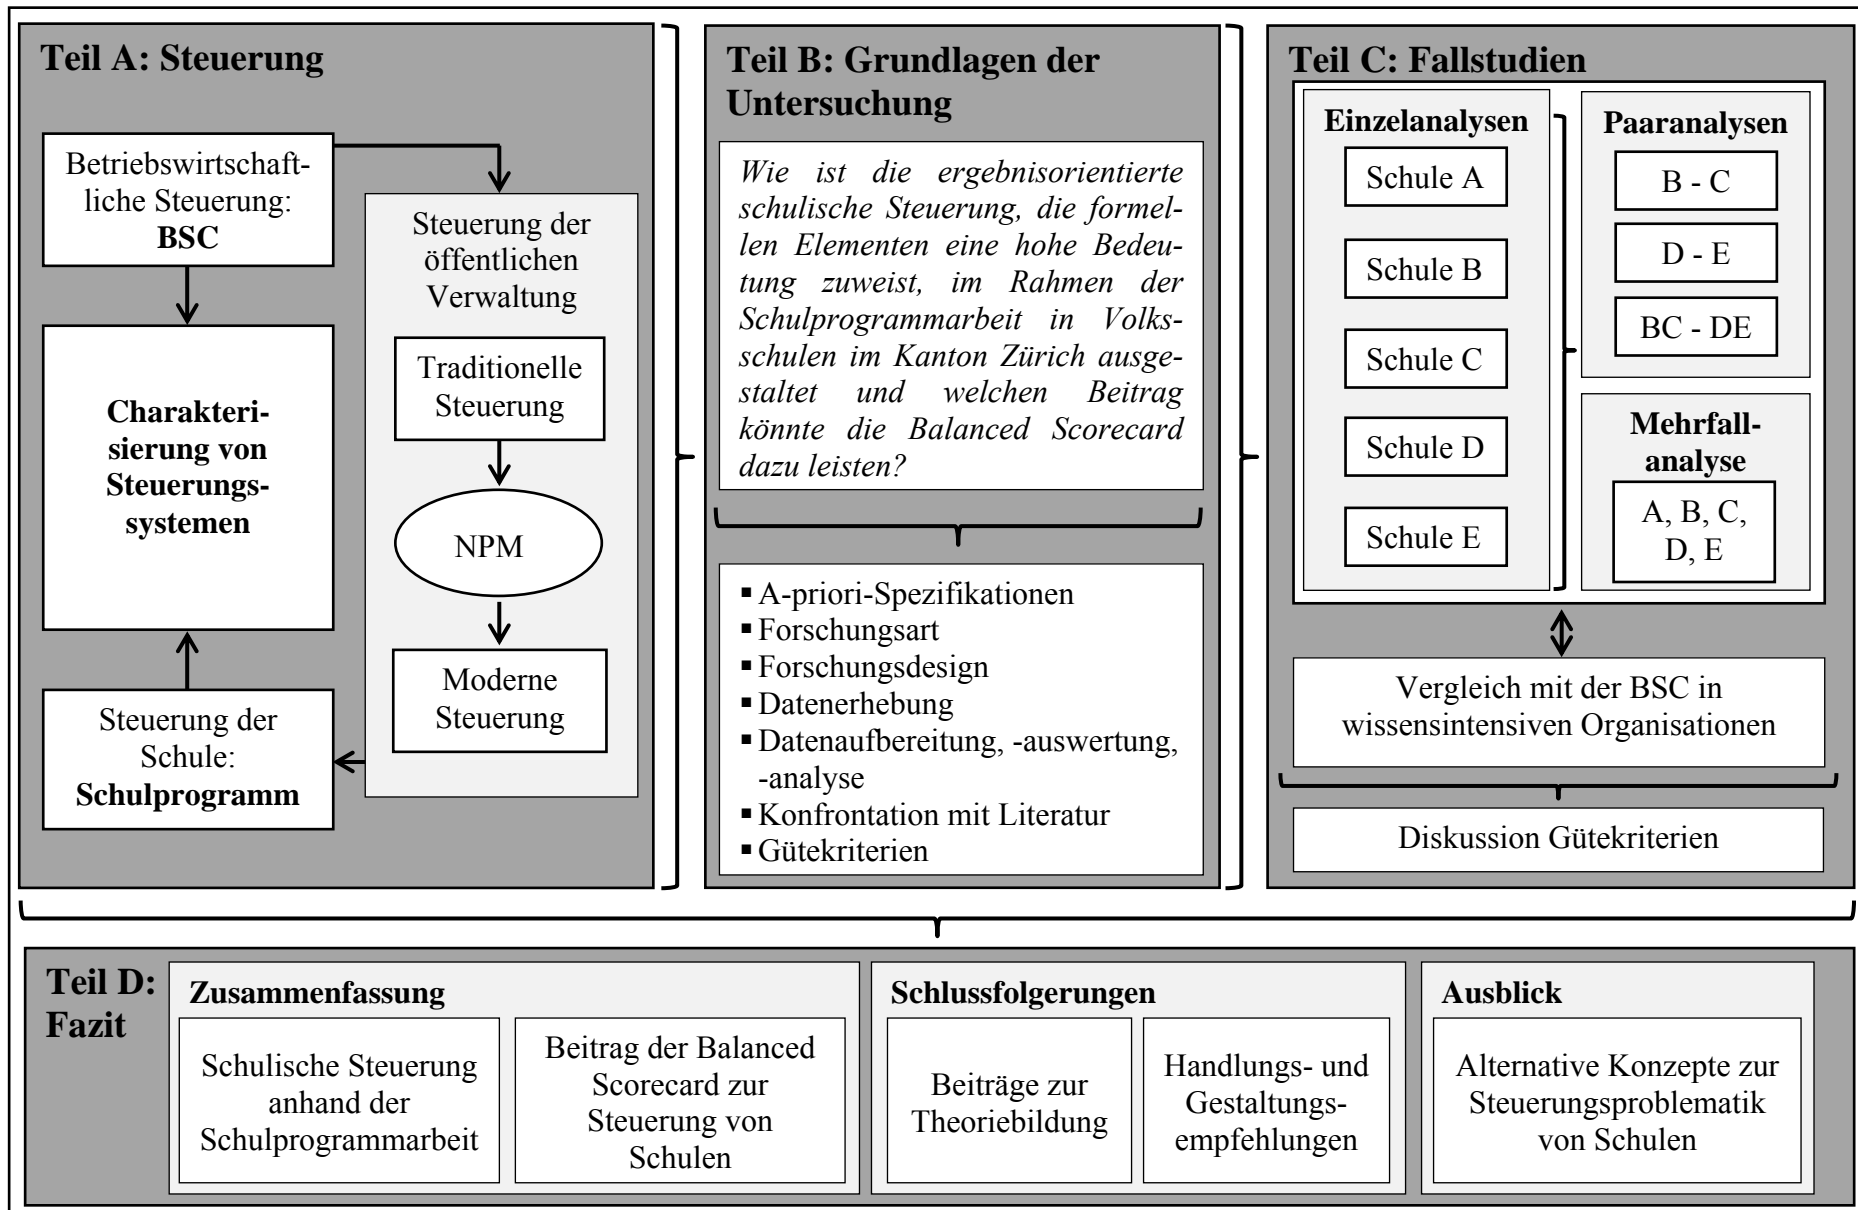 Teil A: Steuerung
Betriebswirtschaft-
liche Steuerung:
BSC
Steuerung der
öffentlichen
Verwaltung
Traditionelle
Steuerung
NPM
Moderne
Steuerung
Charakteri-
sierung von
Steuerungs-
systemen
Steuerung der
Schule:
Schulprogramm
Teil B: Grundlagen der
Untersuchung
Wie ist die ergebnisorientierte
schulische Steuerung, die formel-
len Elementen eine hohe Bedeu-
tung zuweist, im Rahmen der
Schulprogrammarbeit in Volks-
schulen im Kanton Zürich ausge-
staltet und welchen Beitrag
könnte die Balanced Scorecard
dazu leisten?
▪ A-priori-Spezifikationen
▪ Forschungsart
▪ Forschungsdesign
▪ Datenerhebung
▪ Datenaufbereitung, -auswertung,
-analyse
▪ Konfrontation mit Literatur
▪ Gütekriterien
Teil C: Fallstudien
Einzelanalysen
Schule A
Schule B
Schule C
Schule D
Schule E
Paaranalysen
B - C
D - E
BC - DE
Mehrfall-
analyse
A, B, C,
D, E
Vergleich mit der BSC in
wissensintensiven Organisationen
Diskussion Gütekriterien
Teil D:
Fazit
Zusammenfassung
Schulische Steuerung
anhand der
Schulprogrammarbeit
Beitrag der Balanced
Scorecard zur
Steuerung von
Schulen
Schlussfolgerungen
Beiträge zur
Theoriebildung
Handlungs- und
Gestaltungs-
empfehlungen
Ausblick
Alternative Konzepte zur
Steuerungsproblematik
von Schulen